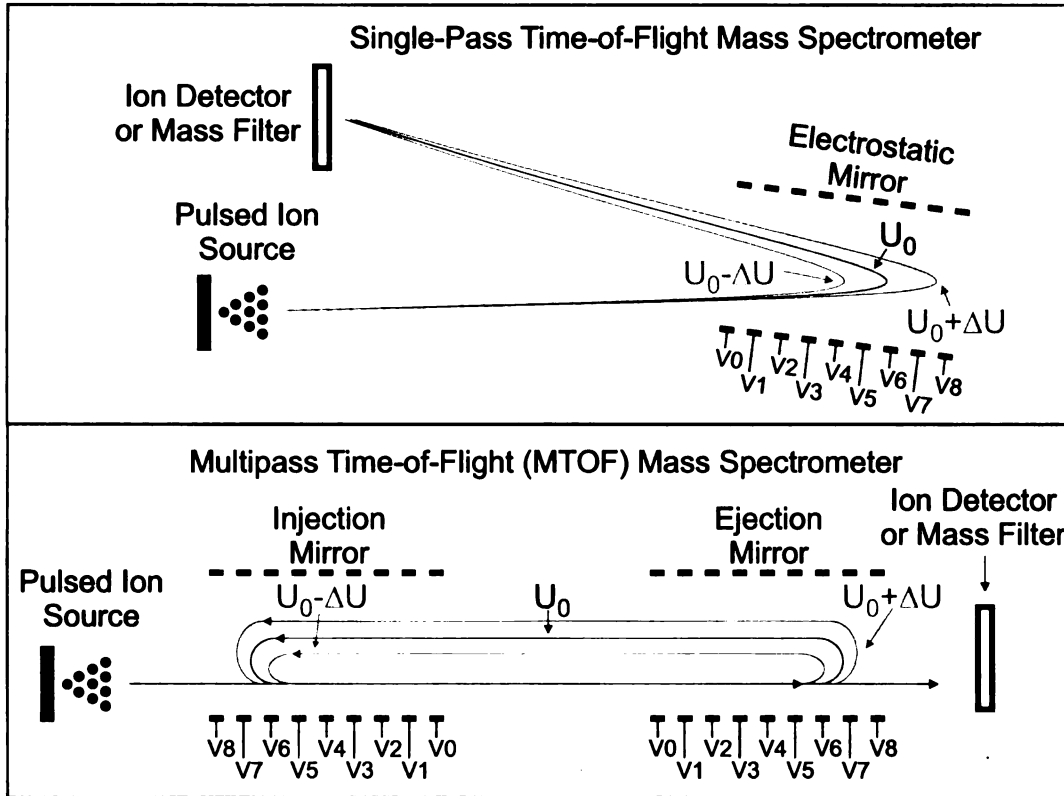 Single-Pass Time-of-Flight Mass Spectrometer
Ion Detector
or Mass Filter
Electrostatic
Mirror
Pulsed Ion
Source
U₀
U₀-ΔU
U₀+ΔU
V0
V1
V2
V3
V4
V5
V6
V7
V8
Multipass Time-of-Flight (MTOF) Mass Spectrometer
Ion Detector
or Mass Filter
Injection
Mirror
Ejection
Mirror
Pulsed Ion
Source
U₀-ΔU
U₀
U₀+ΔU
V8
V7
V6
V5
V4
V3
V2
V1
V0
V0
V1
V2
V3
V4
V5
V6
V7
V8